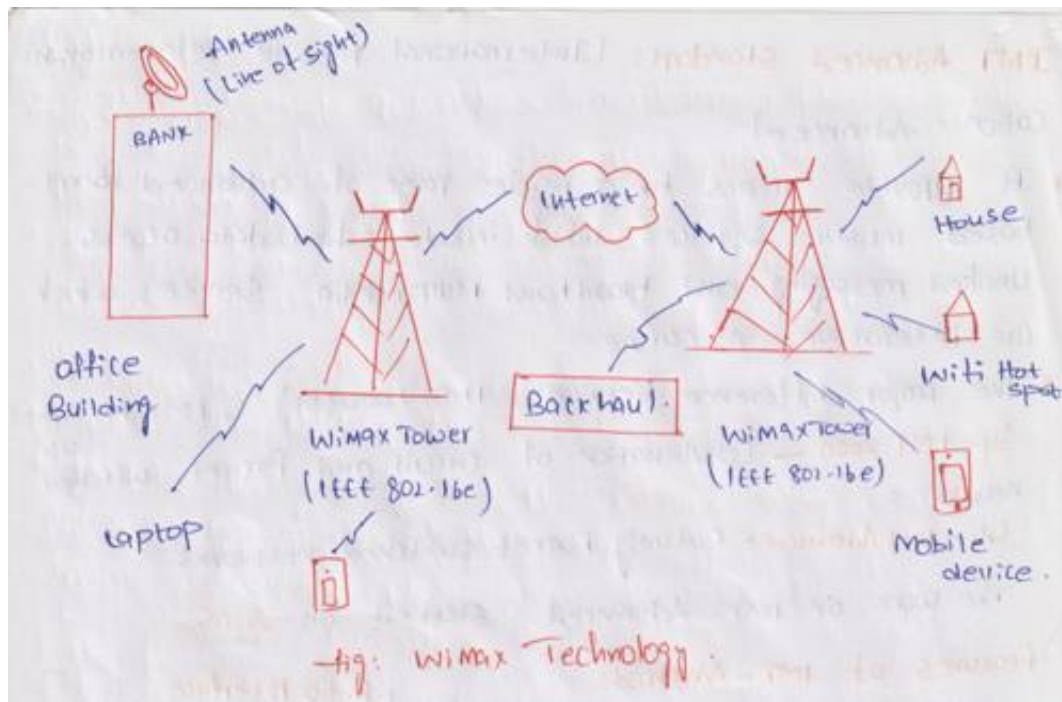 Antenna
(Line of sight)
BANK
Internet
House
office
Building
Backhaul.
Wifi Hot
spot
WiMax Tower
(IEEE 802.16e)
WiMax Tower
(IEEE 802.16e)
Laptop
Mobile
device.
fig: WiMax Technology.